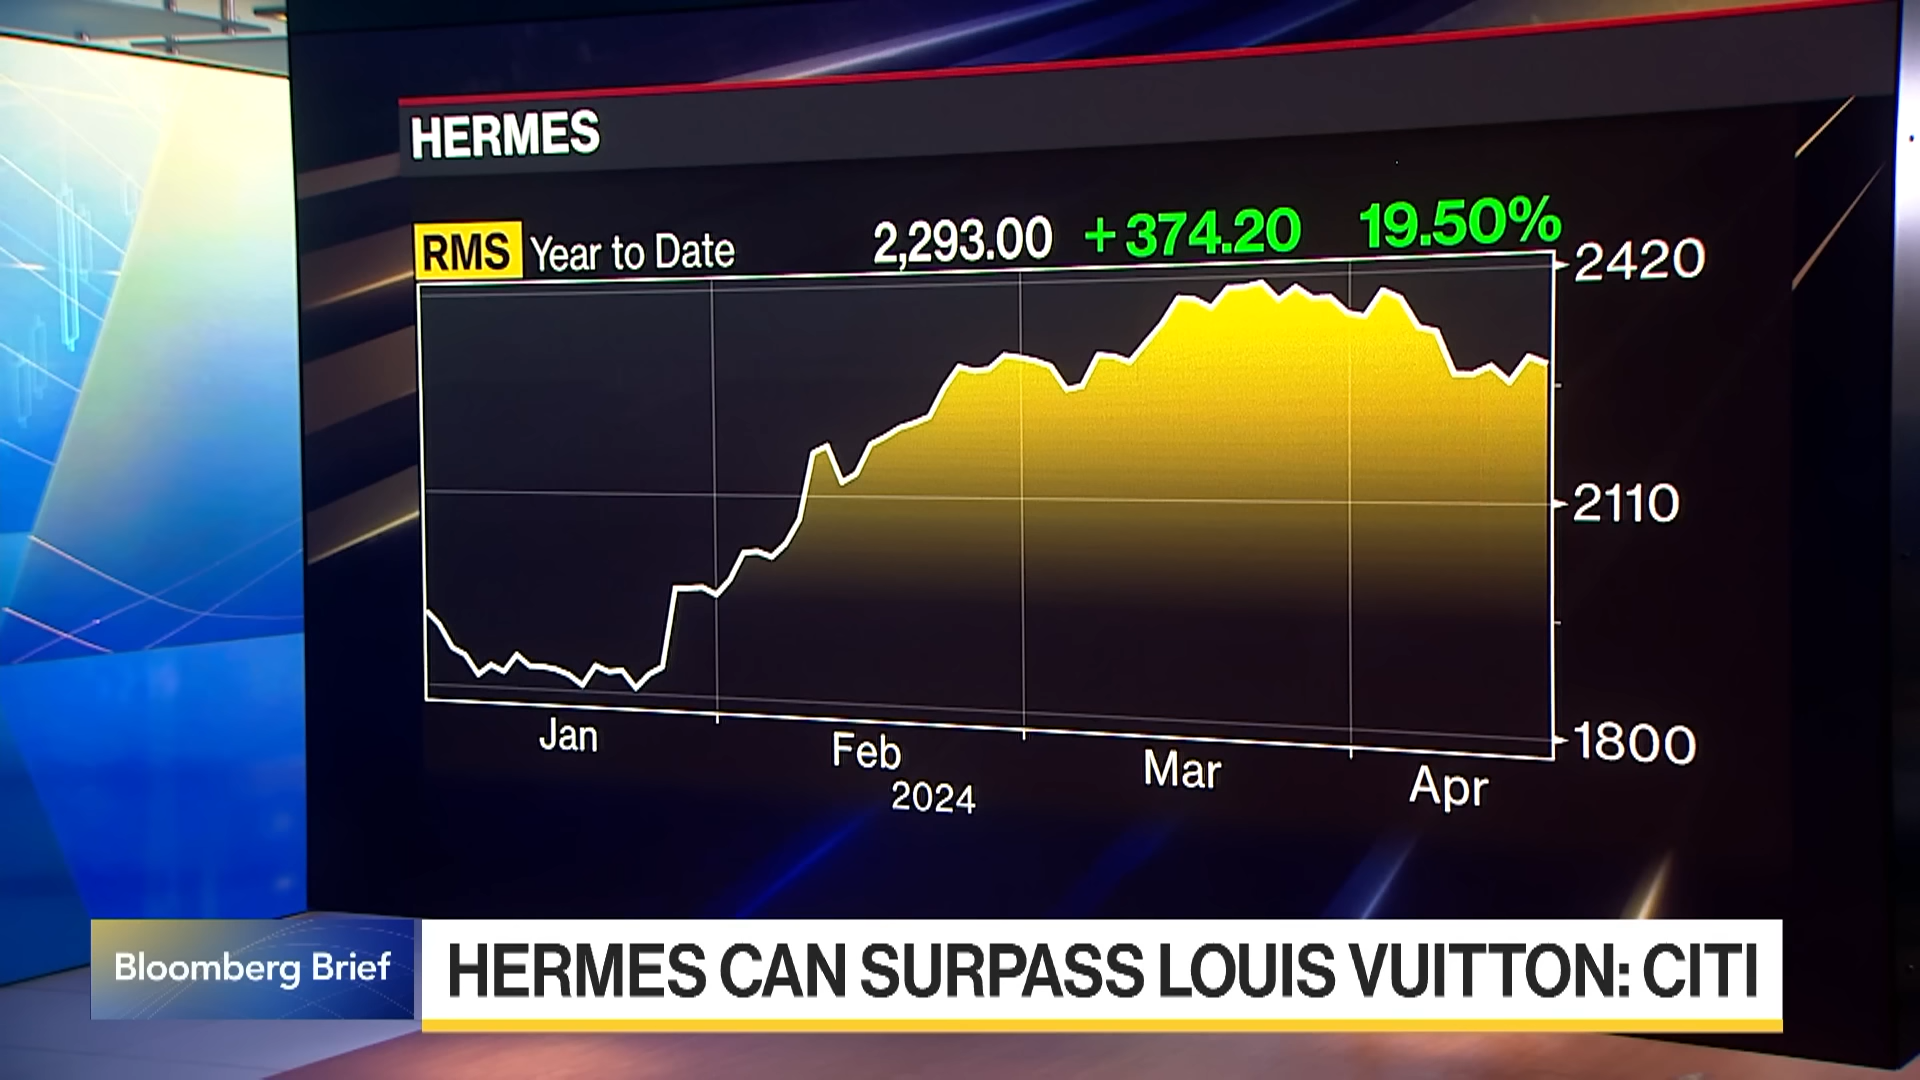 HERMES
RMS Year to Date 2,293.00 +374.20 19.50%
2420
2110
1800
Jan Feb Mar Apr
2024
Bloomberg Brief
HERMES CAN SURPASS LOUIS VUITTON: CITI